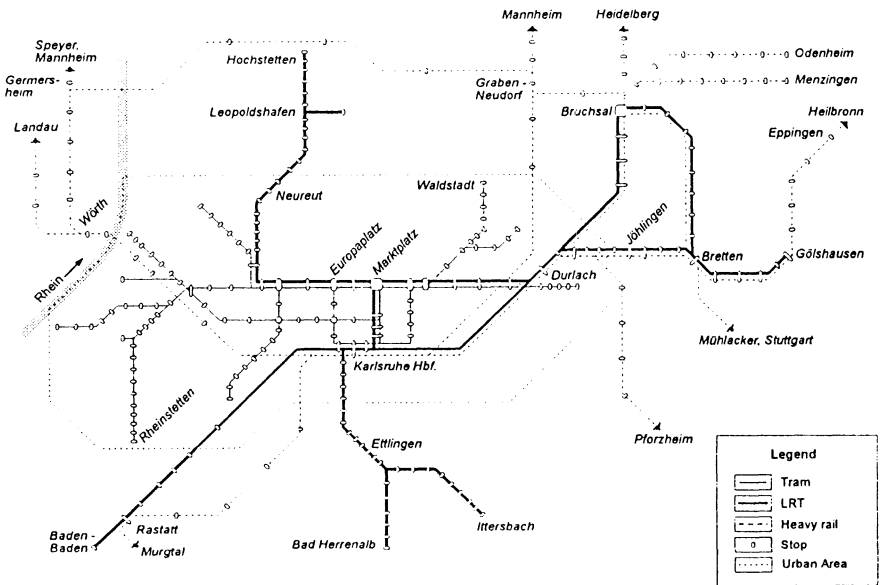 Mannheim
Heidelberg
Speyer,
Mannheim
Hochstetten
Odenheim
Germers-
heim
Graben -
Neudorf
Menzingen
Leopoldshafen
Bruchsal
Heilbronn
Eppingen
Landau
Waldstadt
Neureut
Wörth
Europaplatz
Marktplatz
Jöhlingen
Bretten
Gölshausen
Rhein
Durlach
Mühlacker, Stuttgart
Karlsruhe Hbf.
Rheinstetten
Ettlingen
Pforzheim
Legend
Tram
LRT
Heavy rail
Stop
Urban Area
Rastatt
Baden -
Baden
Murgtal
Bad Herrenalb
Ittersbach